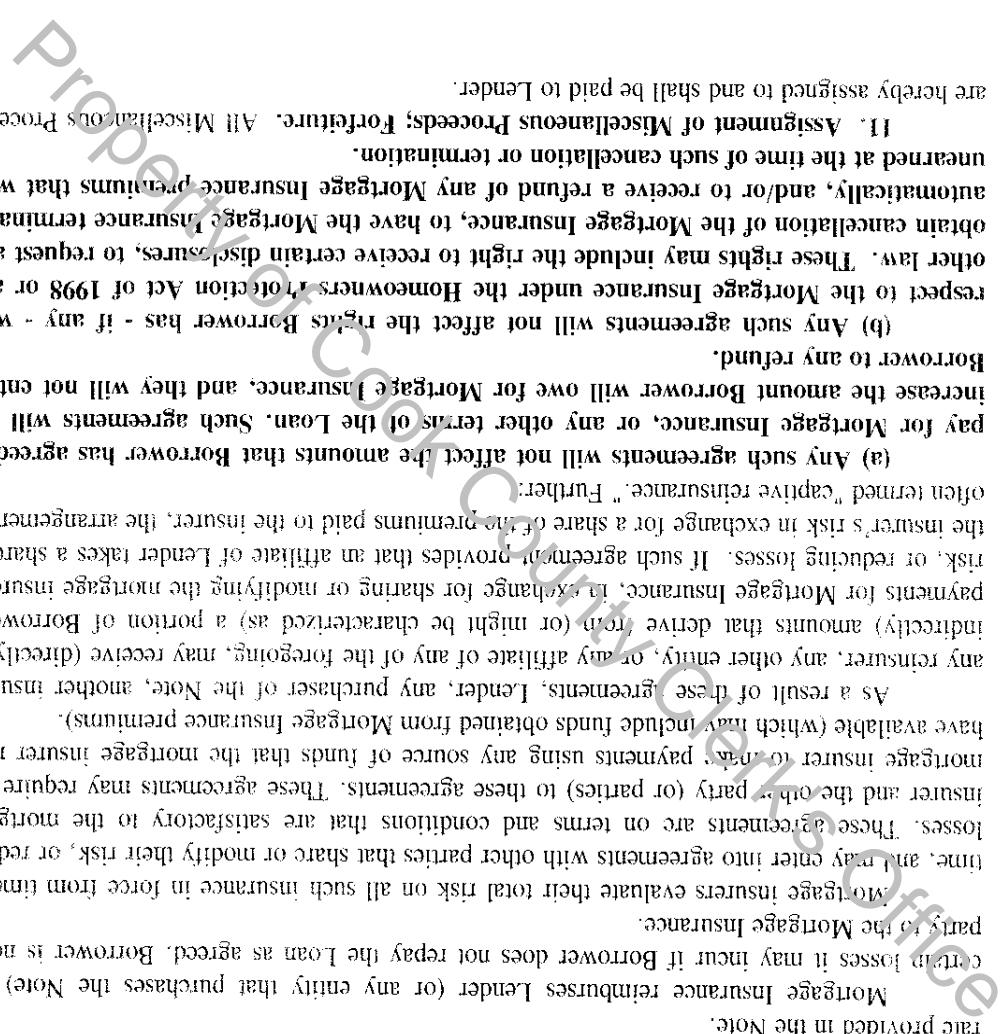 rate provided in the Note.
Mortgage Insurance reimburses Lender (or any entity that purchases the Note)
certain losses it may incur if Borrower does not repay the Loan as agreed. Borrower is
party to the Mortgage Insurance.
Mortgage insurers evaluate their total risk on all such insurance in force from
time, and may enter into agreements with other parties that share or modify their risk, or
losses. These agreements are on terms and conditions that are satisfactory to the
insurer and the other party (or parties) to these agreements. These agreements may require
mortgage insurer to make payments using any source of funds that the mortgage insurer
have available (which may include funds obtained from Mortgage Insurance premiums).
As a result of these agreements, Lender, any purchaser of the Note, another
any reinsurer, any other entity, or any affiliate of any of the foregoing, may receive (directly
indirectly) amounts that derive from (or might be characterized as) a portion of
payments for Mortgage Insurance, in exchange for sharing or modifying the mortgage
risk, or reducing losses. If such agreement provides that an affiliate of Lender takes a share
the insurer's risk in exchange for a share of the premiums paid to the insurer, the
often termed "captive reinsurance." Further:
(a) Any such agreements will not affect the amounts that Borrower has agreed
pay for Mortgage Insurance, or any other terms of the Loan. Such agreements will
increase the amount Borrower will owe for Mortgage Insurance, and they will not
Borrower to any refund.
(b) Any such agreements will not affect the rights Borrower has - if any -
respect to the Mortgage Insurance under the Homeowners Protection Act of 1998 or
other law. These rights may include the right to receive certain disclosures, to request
obtain cancellation of the Mortgage Insurance, to have the Mortgage Insurance
automatically, and/or to receive a refund of any Mortgage Insurance premiums that
unearned at the time of such cancellation or termination.
11. Assignment of Miscellaneous Proceeds; Forfeiture. All Miscellaneous
are hereby assigned to and shall be paid to Lender.
Property of Cook County Clerk's Office